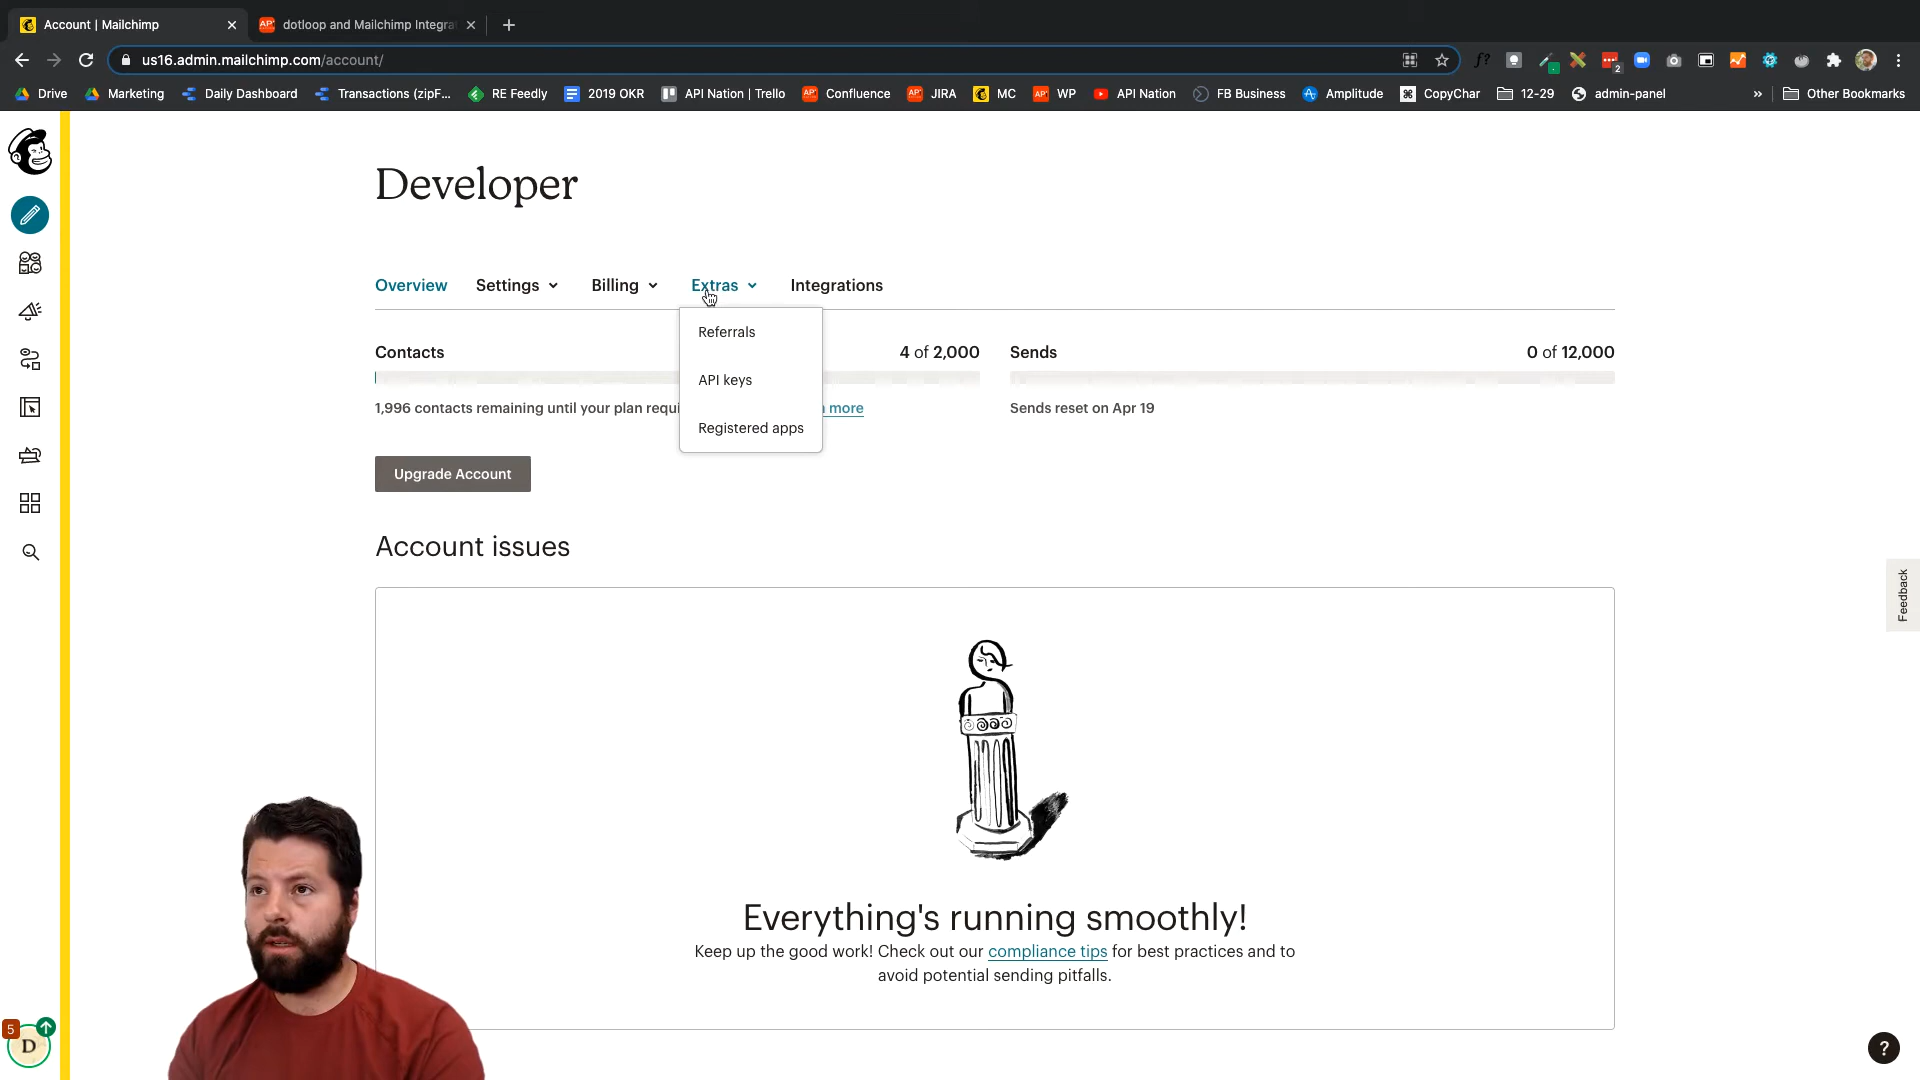 Account | Mailchimp
dotloop and Mailchimp Integra
us16.admin.mailchimp.com/account/
f?
2
Drive
Marketing
Daily Dashboard
Transactions (zipF...
RE Feedly
2019 OKR
API Nation | Trello
Confluence
JIRA
MC
WP
API Nation
FB Business
Amplitude
CopyChar
12-29
admin-panel
»
Other Bookmarks
Developer
Overview
Settings
Billing
Extras
Integrations
Referrals
API keys
Registered apps
Contacts
4 of 2,000
1,996 contacts remaining until your plan requi
more
Sends
0 of 12,000
Sends reset on Apr 19
Upgrade Account
Account issues
Everything's running smoothly!
Keep up the good work! Check out our compliance tips for best practices and to
avoid potential sending pitfalls.
Feedback
5
D
?